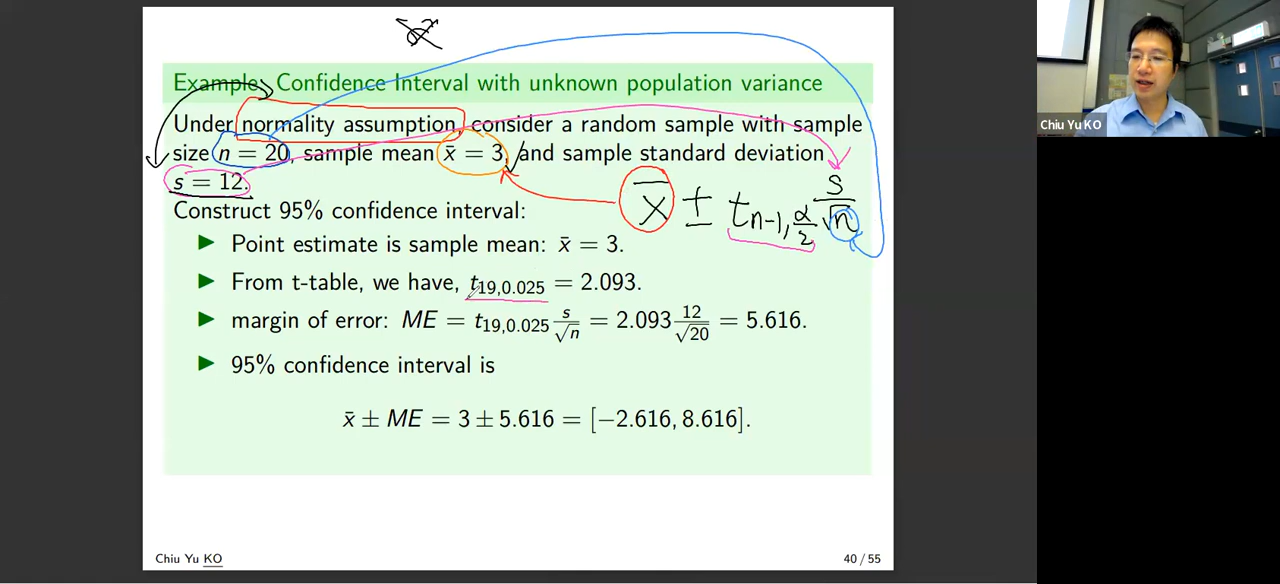 σ²
Example: Confidence Interval with unknown population variance
Under normality assumption, consider a random sample with sample
size n = 20, sample mean x̄ = 3, and sample standard deviation
s = 12.
x̄ ± t n−1, α/2 s/√n
Construct 95% confidence interval:
▶ Point estimate is sample mean: x̄ = 3.
▶ From t-table, we have, t19,0.025 = 2.093.
▶ margin of error: ME = t19,0.025 s/√n = 2.093 12/√20 = 5.616.
▶ 95% confidence interval is
x̄ ± ME = 3 ± 5.616 = [−2.616, 8.616].
Chiu Yu KO
40 / 55
Chiu Yu KO